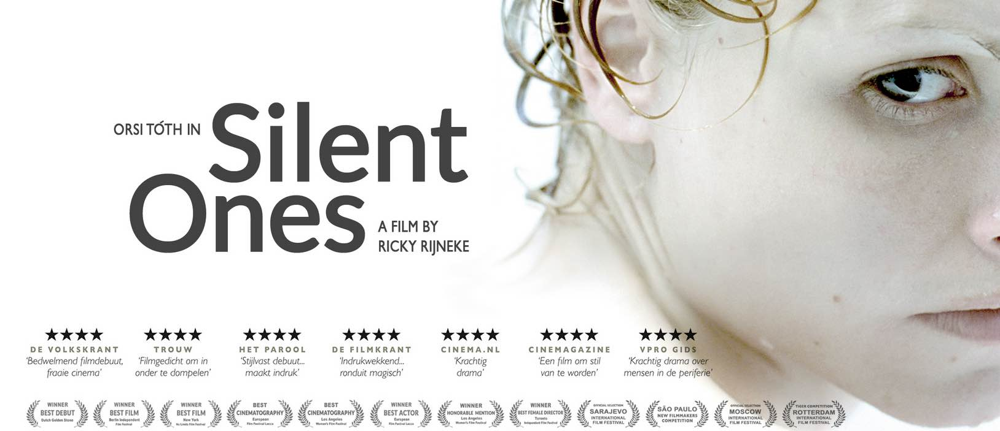 ORSI TÓTH IN
Silent
Ones
A FILM BY
RICKY RIJNEKE
★★★★
DE VOLKSKRANT
‘Bedwelmend filmdebuut,
fraaie cinema’
★★★★
TROUW
‘Filmgedicht om in
onder te dompelen’
★★★★
HET PAROOL
‘Stijlvast debuut...
maakt indruk’
★★★★
DE FILMKRANT
‘Indrukwekkend...
ronduit magisch’
★★★★
CINEMA.NL
‘Krachtig
drama’
★★★★
CINEMAGAZINE
‘Een film om stil
van te worden’
★★★★
VPRO GIDS
‘Krachtig drama over
mensen in de periferie’
WINNER
BEST DEBUT
Dutch Golden Stone
WINNER
BEST FILM
Berlin Independent
Film Festival
WINNER
BEST FILM
New York
No Limits Film Festival
BEST
CINEMATOGRAPHY
European
Film Festival Lecce
BEST
CINEMATOGRAPHY
Los Angeles
Women's Film Festival
WINNER
BEST ACTOR
European
Film Festival Lecce
WINNER
HONORABLE MENTION
Los Angeles
Women's Film Festival
WINNER
BEST FEMALE DIRECTOR
Toronto
Independent Film Festival
OFFICIAL SELECTION
SARAJEVO
INTERNATIONAL
FILM FESTIVAL
SÃO PAULO
NEW FILMMAKERS
COMPETITION
OFFICIAL SELECTION
MOSCOW
INTERNATIONAL
FILM FESTIVAL
TIGER COMPETITION
ROTTERDAM
INTERNATIONAL
FILM FESTIVAL